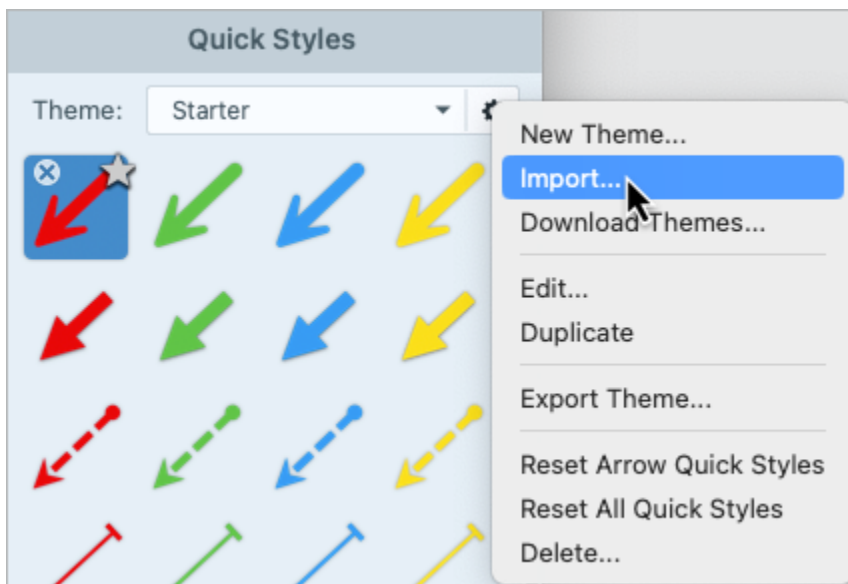 Quick Styles
Theme: Starter
New Theme...
Import...
Download Themes...
Edit...
Duplicate
Export Theme...
Reset Arrow Quick Styles
Reset All Quick Styles
Delete...